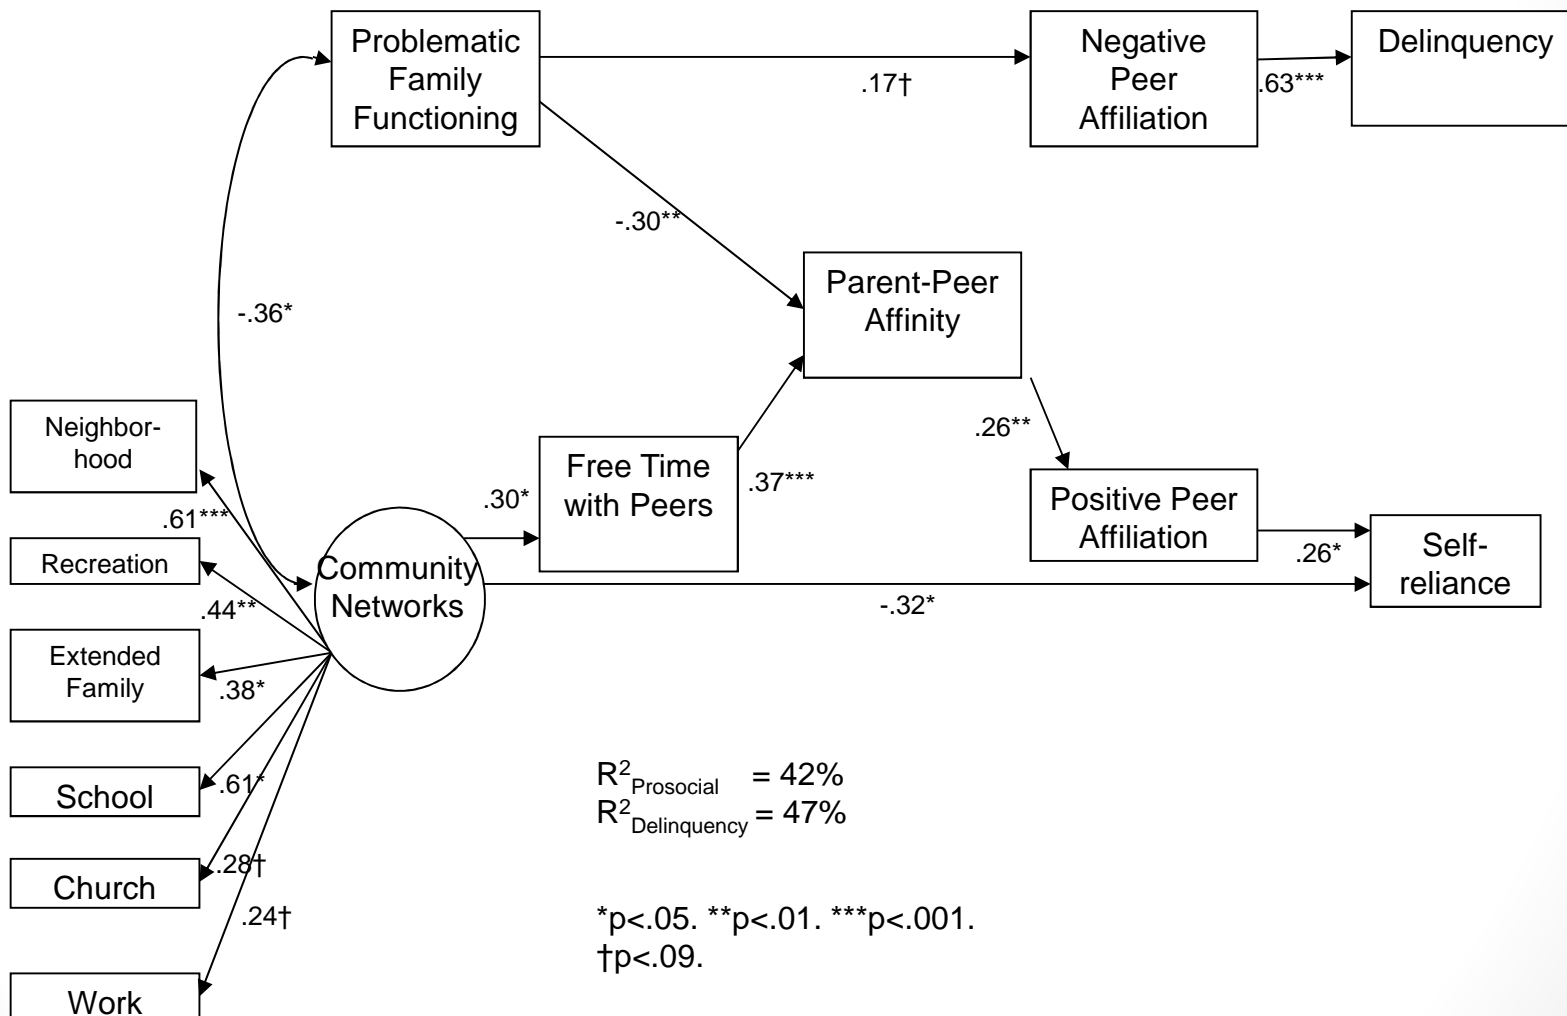 Problematic
Family
Functioning
Negative
Peer
Affiliation
Delinquency
.17†
.63***
-.30**
Parent-Peer
Affinity
-.36*
Neighbor-
hood
.26**
Free Time
with Peers
.30*
.37***
Positive Peer
Affiliation
.61***
Recreation
Community
Networks
.26*
Self-
reliance
.44**
-.32*
Extended
Family
.38*
School
.61*
R²Prosocial = 42%
R²Delinquency = 47%
Church
.28†
.24†
*p<.05. **p<.01. ***p<.001.
†p<.09.
Work